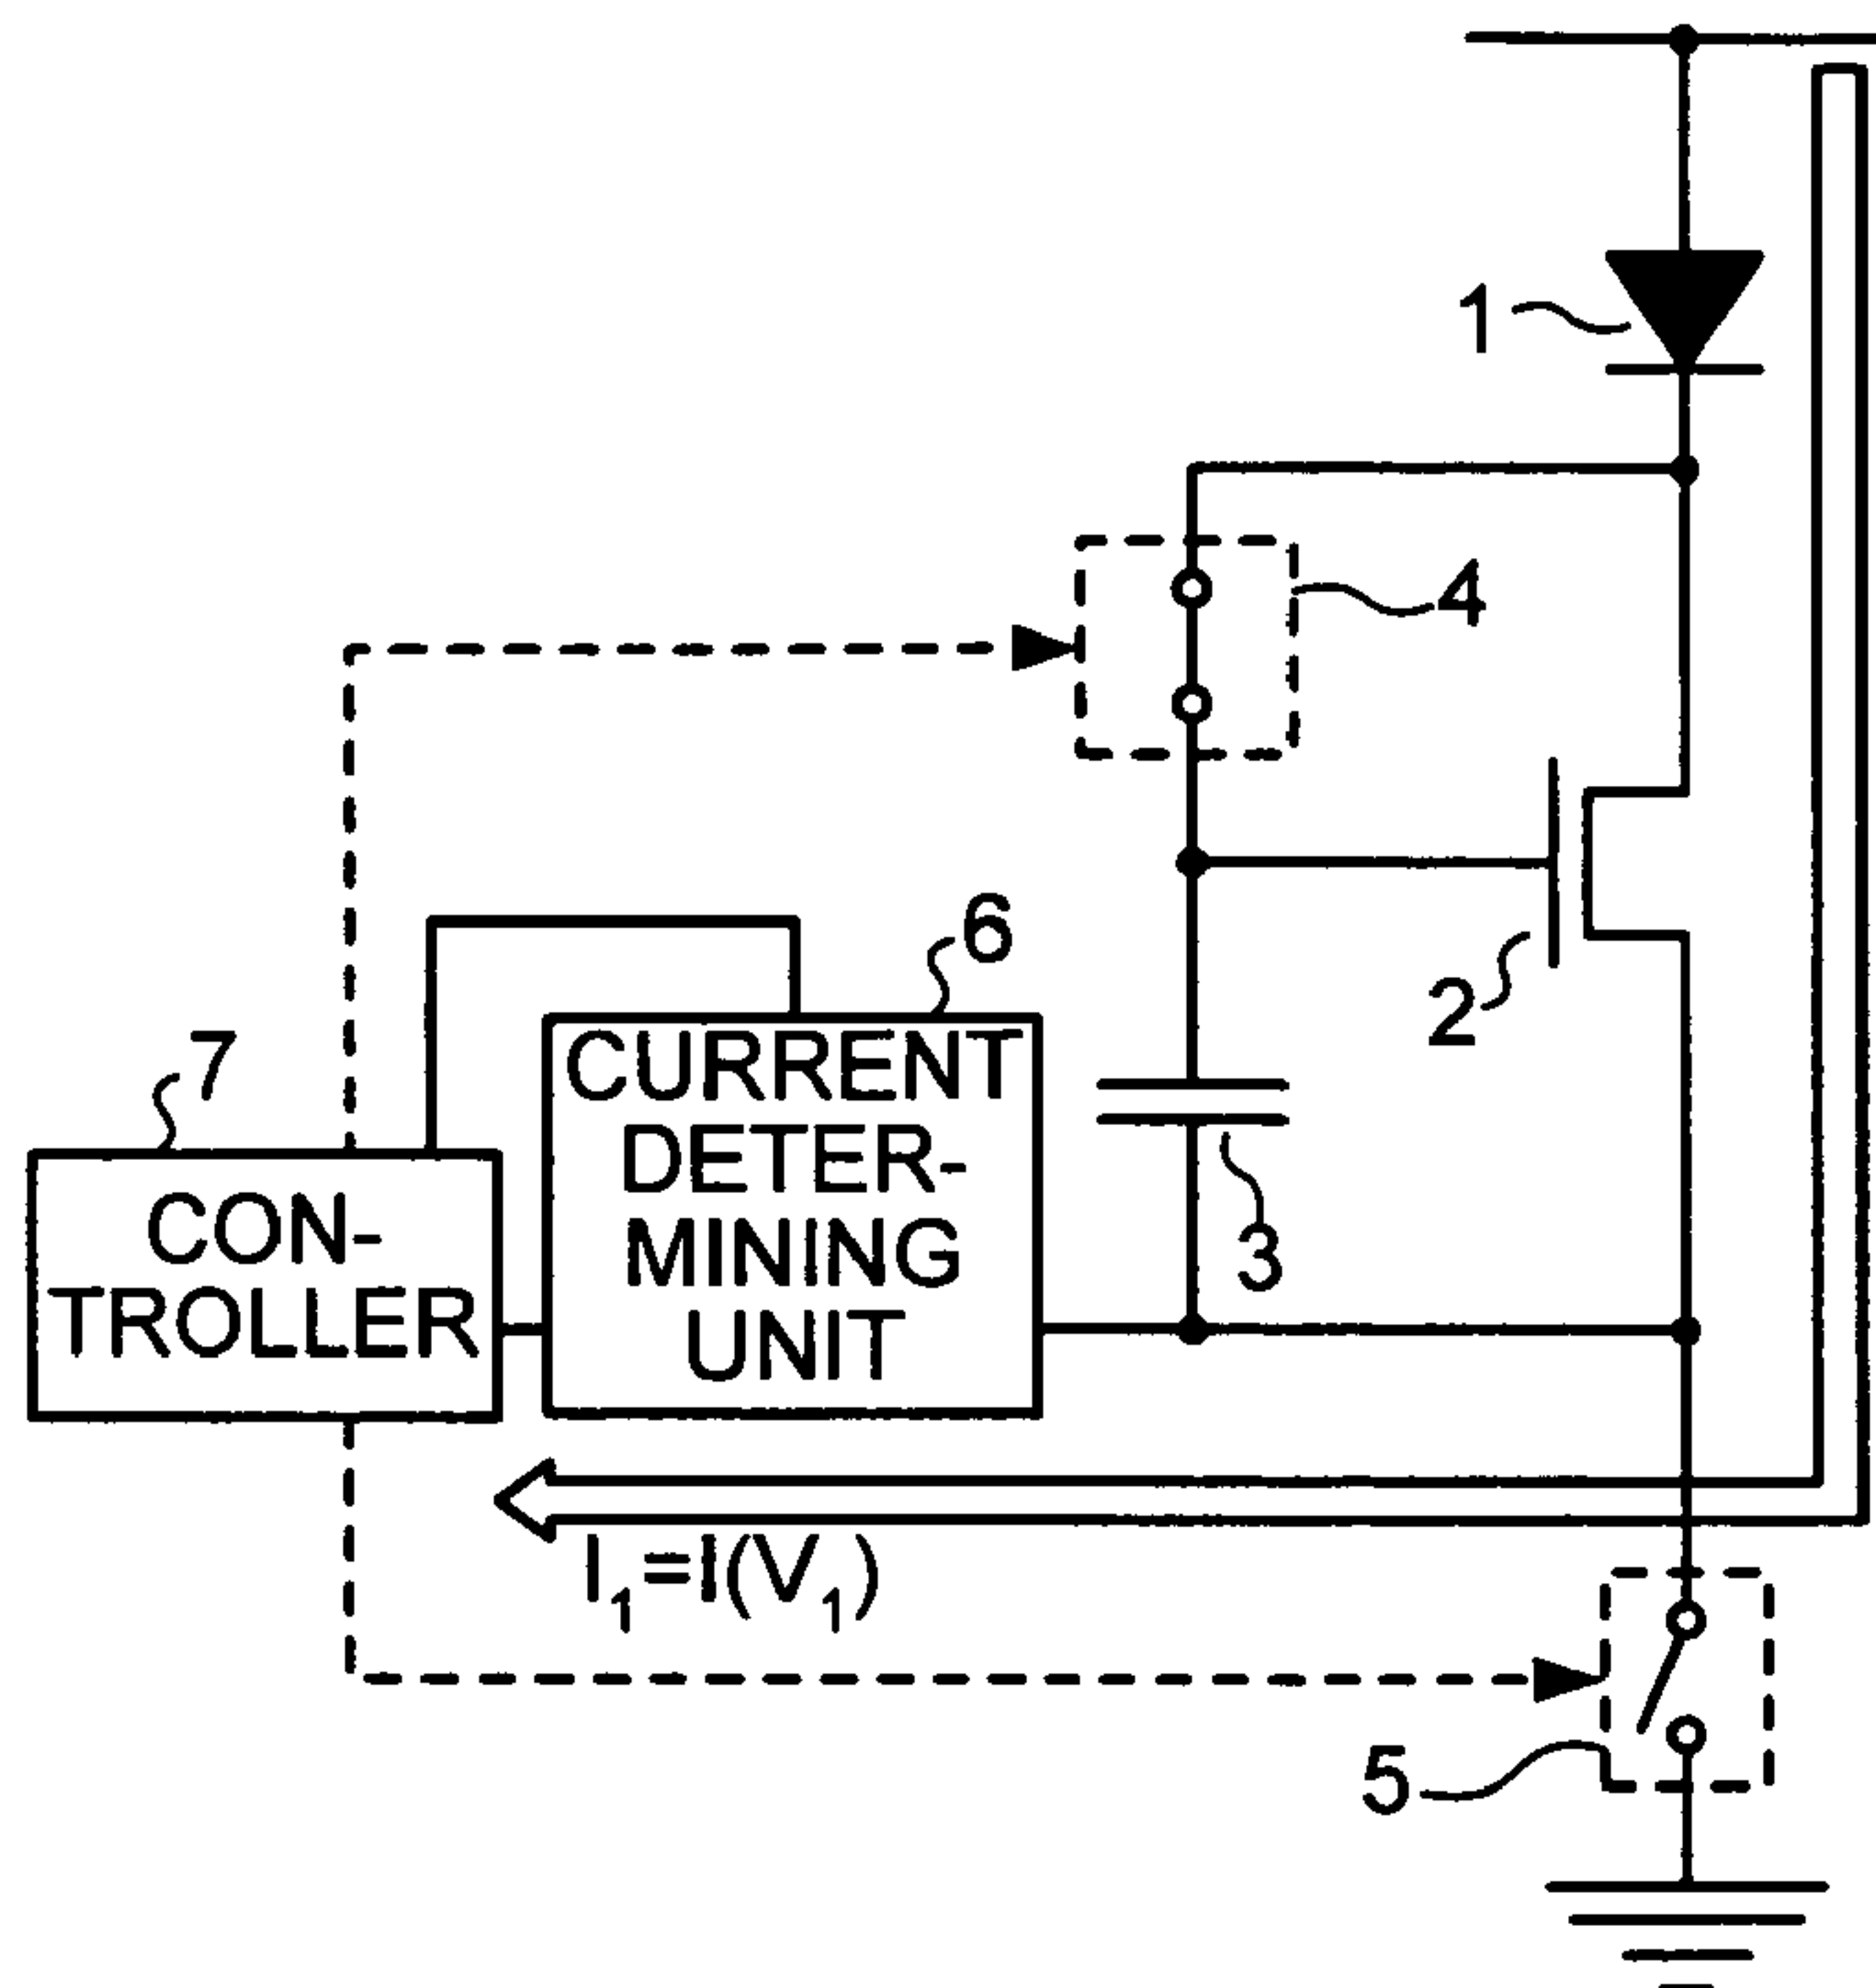 1
4
6
2
7
CURRENT
DETER-
MINING
UNIT
CON-
TROLLER
3
I₁=I(V₁)
5